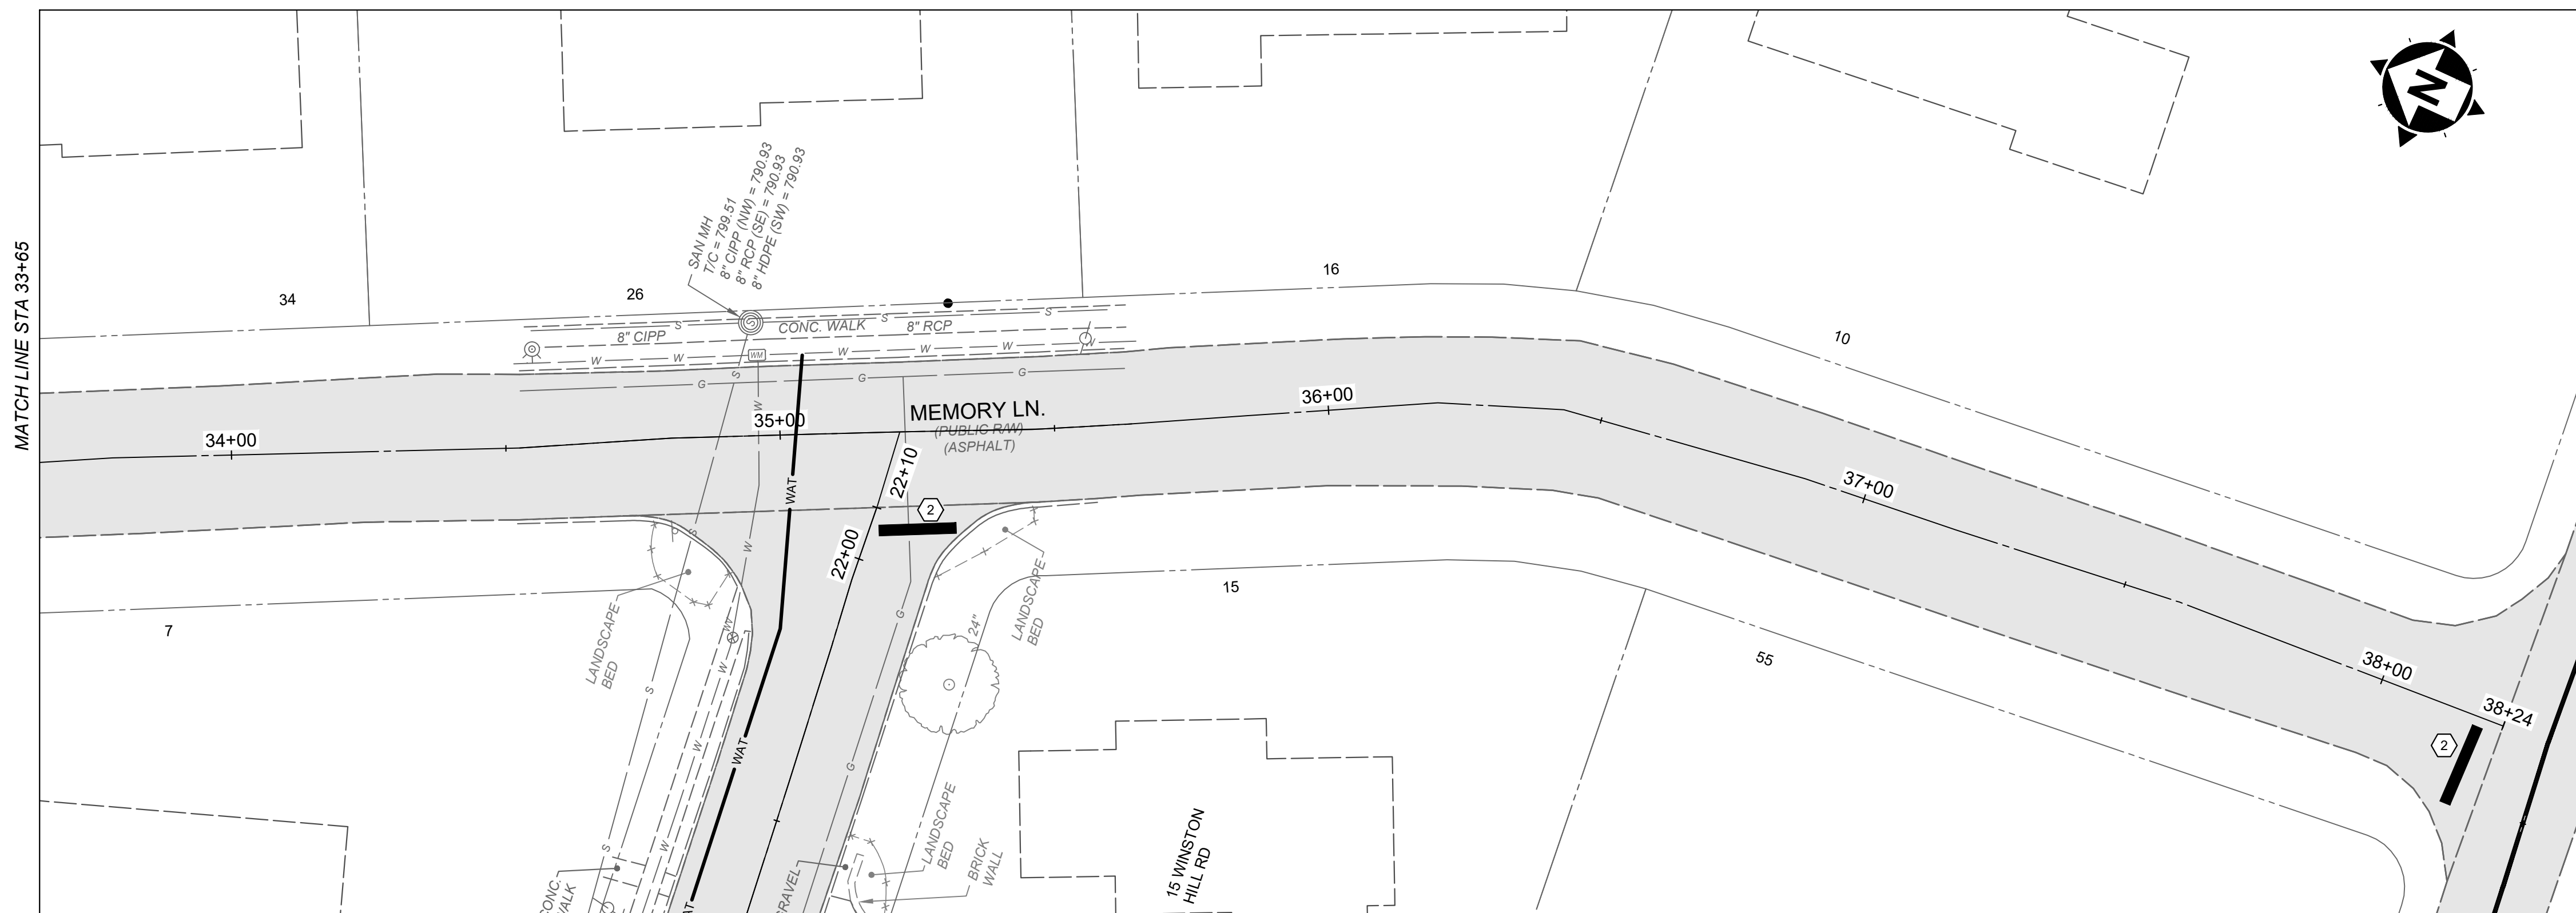 MATCH LINE STA 33+65
N
SAN MH
T/C = 799.51
8" CIPP (NW) = 790.93
8" RCP (SE) = 790.93
8" HDPE (SW) = 790.93
34
26
16
10
S
S
S
8" CIPP
CONC. WALK
8" RCP
W
W
WM
W
W
W
W
G
G
G
S
W
34+00
35+00
36+00
37+00
38+00
38+24
MEMORY LN.
(PUBLIC R/W)
(ASPHALT)
22+10
22+00
2
2
WAT
WAT
S
W
W
W
W
W
S
S
G
G
7
15
55
LANDSCAPE
BED
LANDSCAPE
BED
24"
LANDSCAPE
BED
BRICK
WALL
15 WINSTON
HILL RD
CONC.
WALK
GRAVEL